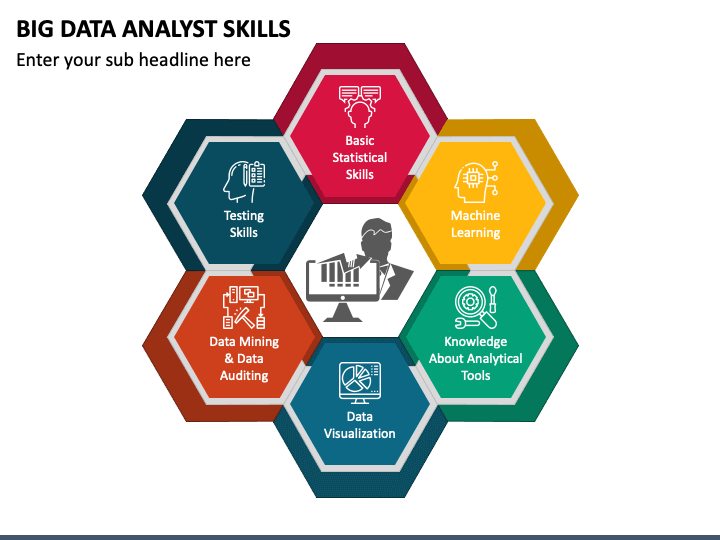 BIG DATA ANALYST SKILLS
Enter your sub headline here
Basic
Statistical
Skills
Testing
Skills
Machine
Learning
Data Mining
& Data
Auditing
Knowledge
About Analytical
Tools
Data
Visualization